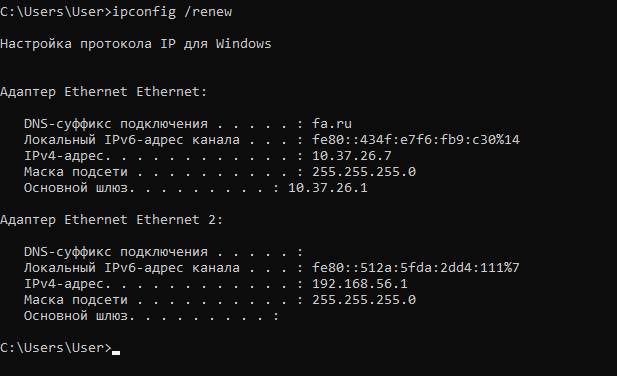 C:\Users\User>ipconfig /renew
Настройка протокола IP для Windows
Адаптер Ethernet Ethernet:
DNS-суффикс подключения . . . . . : fa.ru
Локальный IPv6-адрес канала . . . : fe80::434f:e7f6:fb9:c30%14
IPv4-адрес. . . . . . . . . . . . : 10.37.26.7
Маска подсети . . . . . . . . . . : 255.255.255.0
Основной шлюз. . . . . . . . . : 10.37.26.1
Адаптер Ethernet Ethernet 2:
DNS-суффикс подключения . . . . . :
Локальный IPv6-адрес канала . . . : fe80::512a:5fda:2dd4:111%7
IPv4-адрес. . . . . . . . . . . . : 192.168.56.1
Маска подсети . . . . . . . . . . : 255.255.255.0
Основной шлюз. . . . . . . . . :
C:\Users\User>